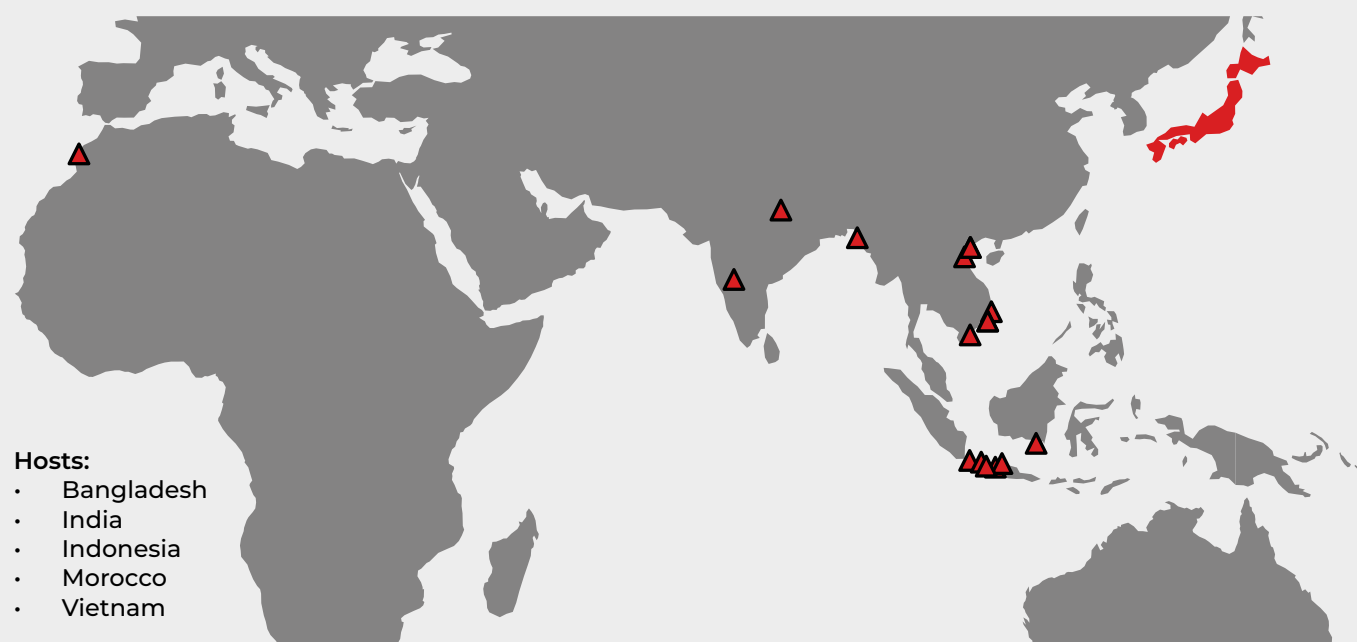 Hosts:
• Bangladesh
• India
• Indonesia
• Morocco
• Vietnam